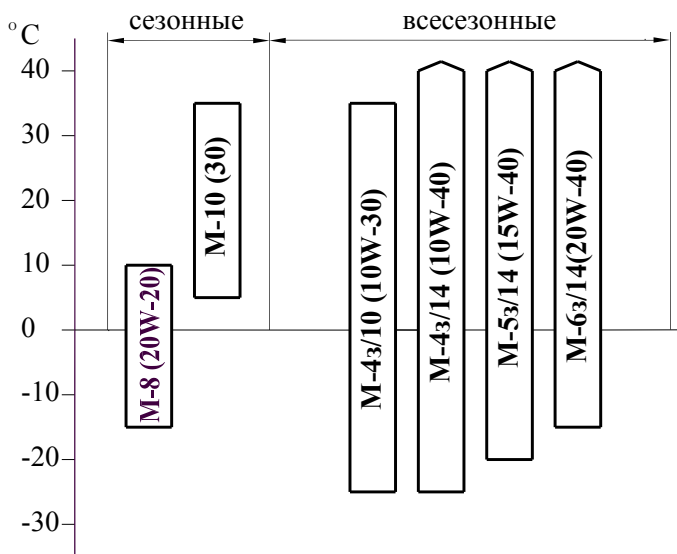 сезонные
всесезонные
°C
40
30
20
10
0
-10
-20
-30
М-8 (20W-20)
М-10 (30)
М-4з/10 (10W-30)
М-4з/14 (10W-40)
М-5з/14 (15W-40)
М-6з/14(20W-40)